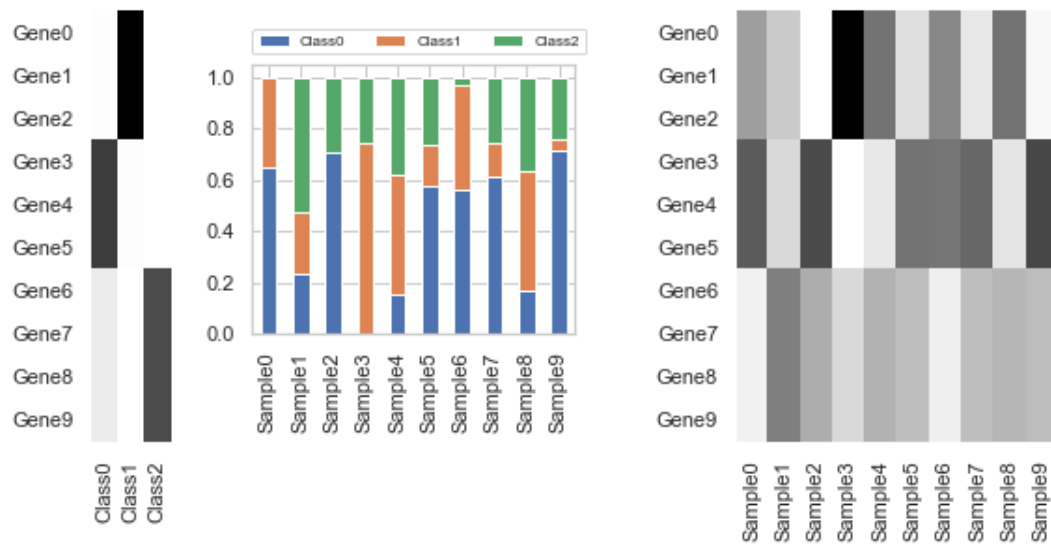 Gene0
Gene1
Gene2
Gene3
Gene4
Gene5
Gene6
Gene7
Gene8
Gene9
Class0
Class1
Class2
Class0 Class1 Class2
1.0
0.8
0.6
0.4
0.2
0.0
Sample0
Sample1
Sample2
Sample3
Sample4
Sample5
Sample6
Sample7
Sample8
Sample9
Gene0
Gene1
Gene2
Gene3
Gene4
Gene5
Gene6
Gene7
Gene8
Gene9
Sample0
Sample1
Sample2
Sample3
Sample4
Sample5
Sample6
Sample7
Sample8
Sample9